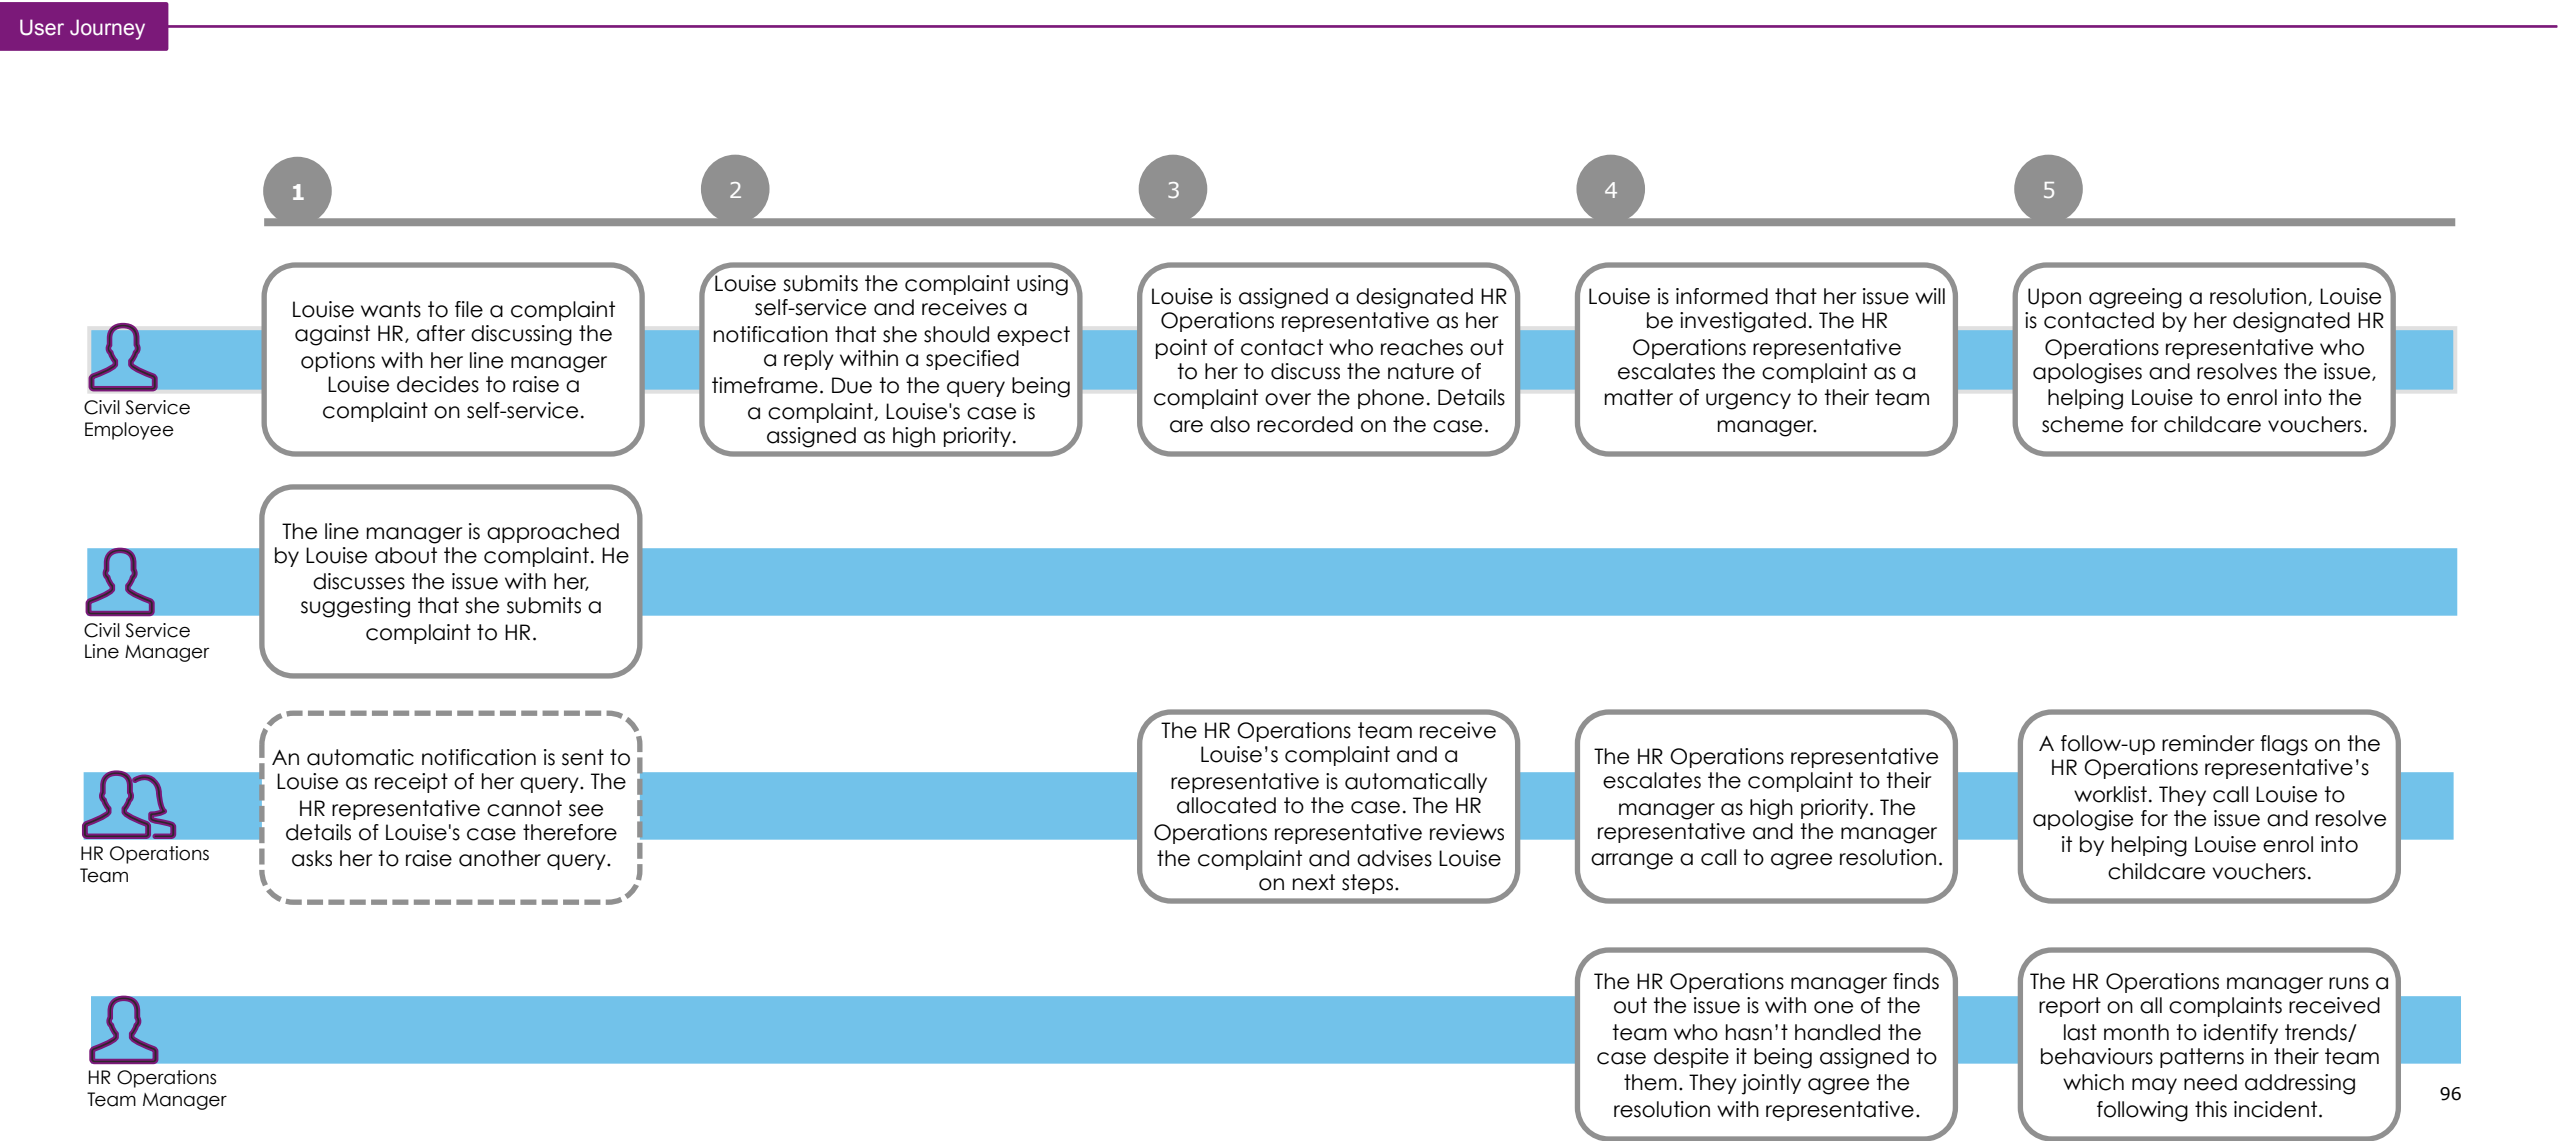 User Journey
1
2
3
4
5
Louise wants to file a complaint
against HR, after discussing the
options with her line manager
Louise decides to raise a
complaint on self-service.
Louise submits the complaint using
self-service and receives a
notification that she should expect
a reply within a specified
timeframe. Due to the query being
a complaint, Louise's case is
assigned as high priority.
Louise is assigned a designated HR
Operations representative as her
point of contact who reaches out
to her to discuss the nature of
complaint over the phone. Details
are also recorded on the case.
Louise is informed that her issue will
be investigated. The HR
Operations representative
escalates the complaint as a
matter of urgency to their team
manager.
Upon agreeing a resolution, Louise
is contacted by her designated HR
Operations representative who
apologises and resolves the issue,
helping Louise to enrol into the
scheme for childcare vouchers.
Civil Service
Employee
The line manager is approached
by Louise about the complaint. He
discusses the issue with her,
suggesting that she submits a
complaint to HR.
Civil Service
Line Manager
An automatic notification is sent to
Louise as receipt of her query. The
HR representative cannot see
details of Louise's case therefore
asks her to raise another query.
The HR Operations team receive
Louise’s complaint and a
representative is automatically
allocated to the case. The HR
Operations representative reviews
the complaint and advises Louise
on next steps.
The HR Operations representative
escalates the complaint to their
manager as high priority. The
representative and the manager
arrange a call to agree resolution.
A follow-up reminder flags on the
HR Operations representative’s
worklist. They call Louise to
apologise for the issue and resolve
it by helping Louise enrol into
childcare vouchers.
HR Operations
Team
The HR Operations manager finds
out the issue is with one of the
team who hasn’t handled the
case despite it being assigned to
them. They jointly agree the
resolution with representative.
The HR Operations manager runs a
report on all complaints received
last month to identify trends/
behaviours patterns in their team
which may need addressing
following this incident.
HR Operations
Team Manager
96